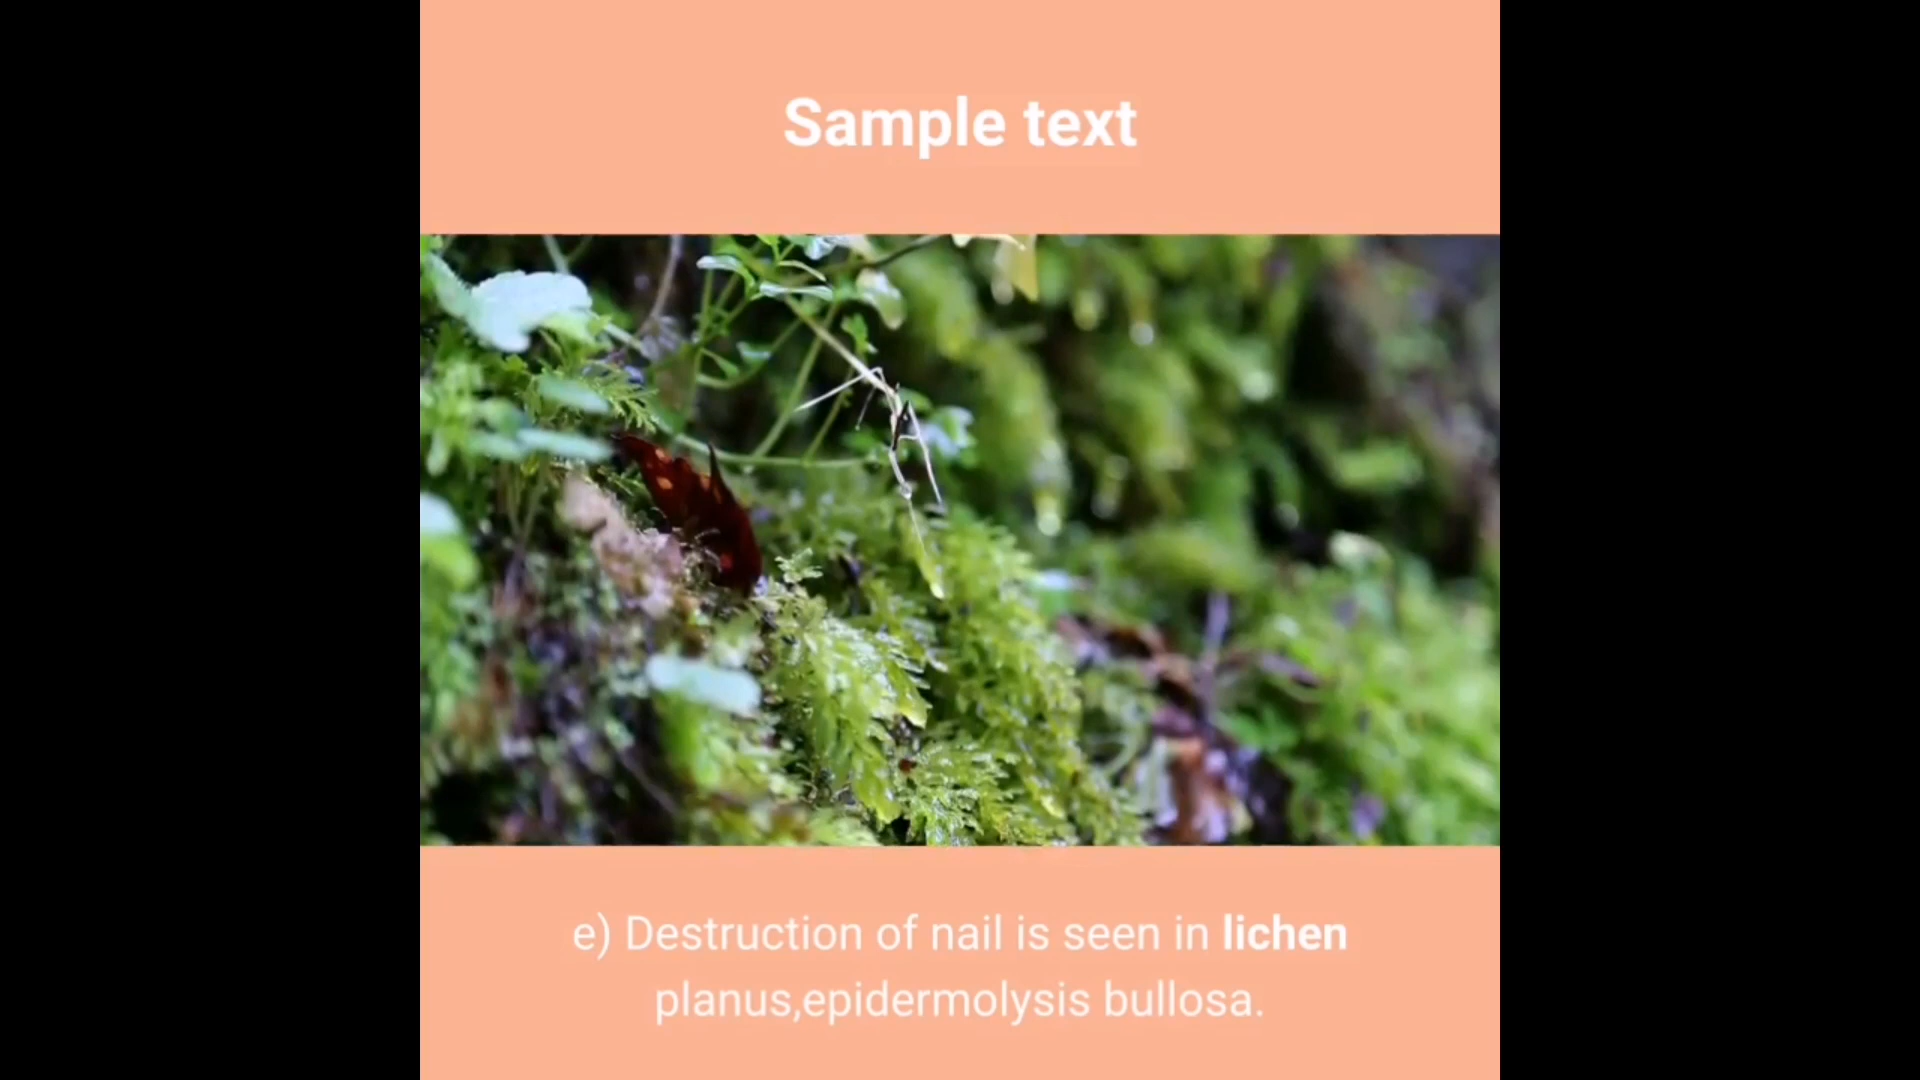 Sample text
e) Destruction of nail is seen in lichen
planus,epidermolysis bullosa.